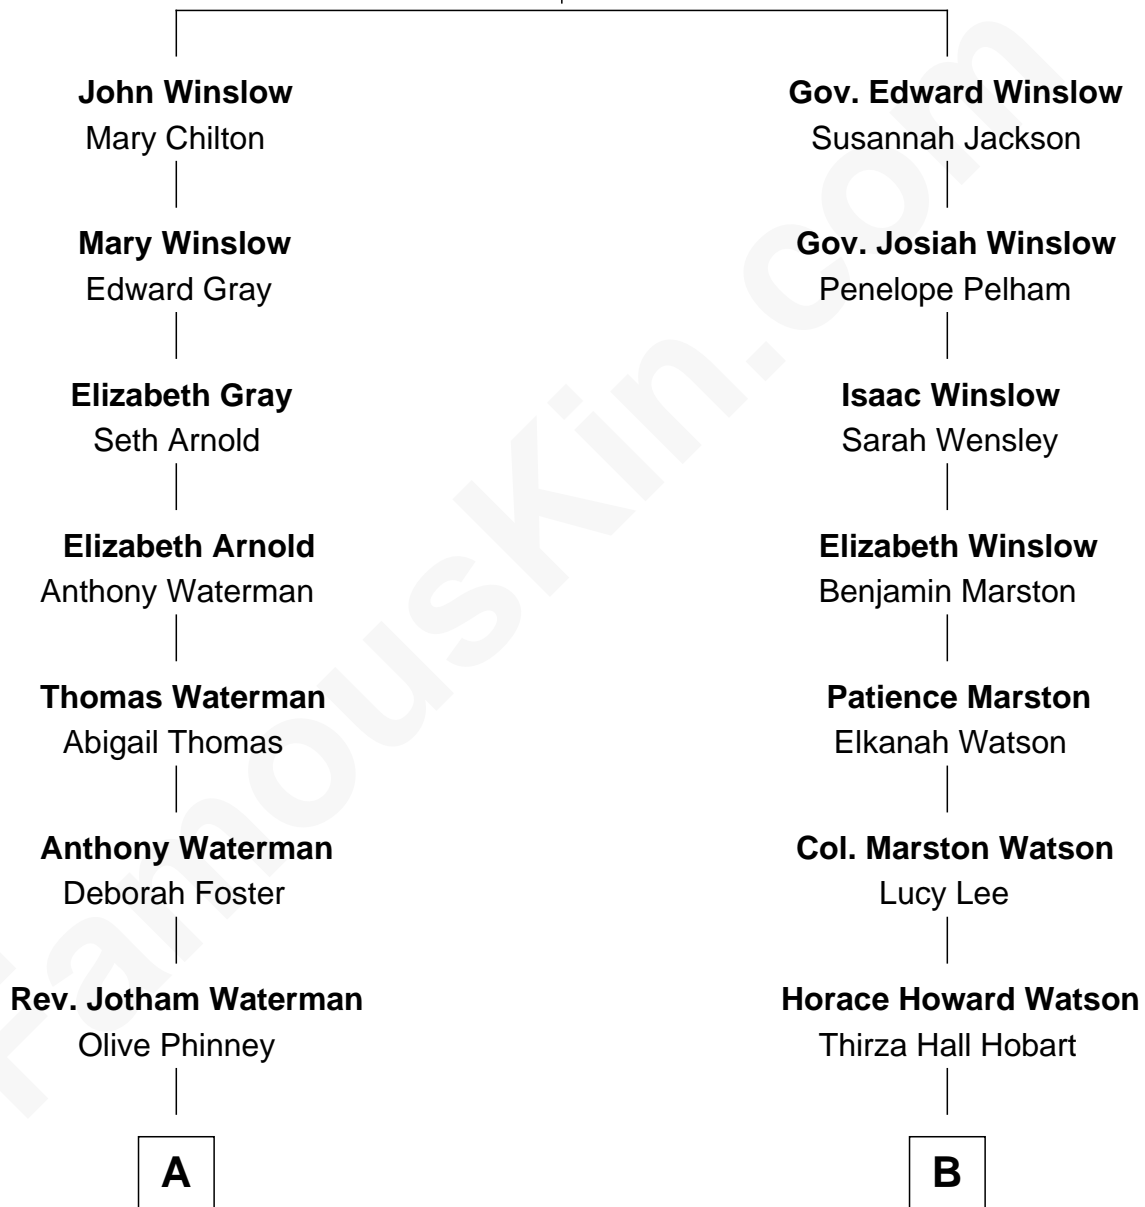 John Winslow
Mary Chilton
Mary Winslow
Edward Gray
Elizabeth Gray
Seth Arnold
Elizabeth Arnold
Anthony Waterman
Thomas Waterman
Abigail Thomas
Anthony Waterman
Deborah Foster
Rev. Jotham Waterman
Olive Phinney
A
Gov. Edward Winslow
Susannah Jackson
Gov. Josiah Winslow
Penelope Pelham
Isaac Winslow
Sarah Wensley
Elizabeth Winslow
Benjamin Marston
Patience Marston
Elkanah Watson
Col. Marston Watson
Lucy Lee
Horace Howard Watson
Thirza Hall Hobart
B
FamousKin.com